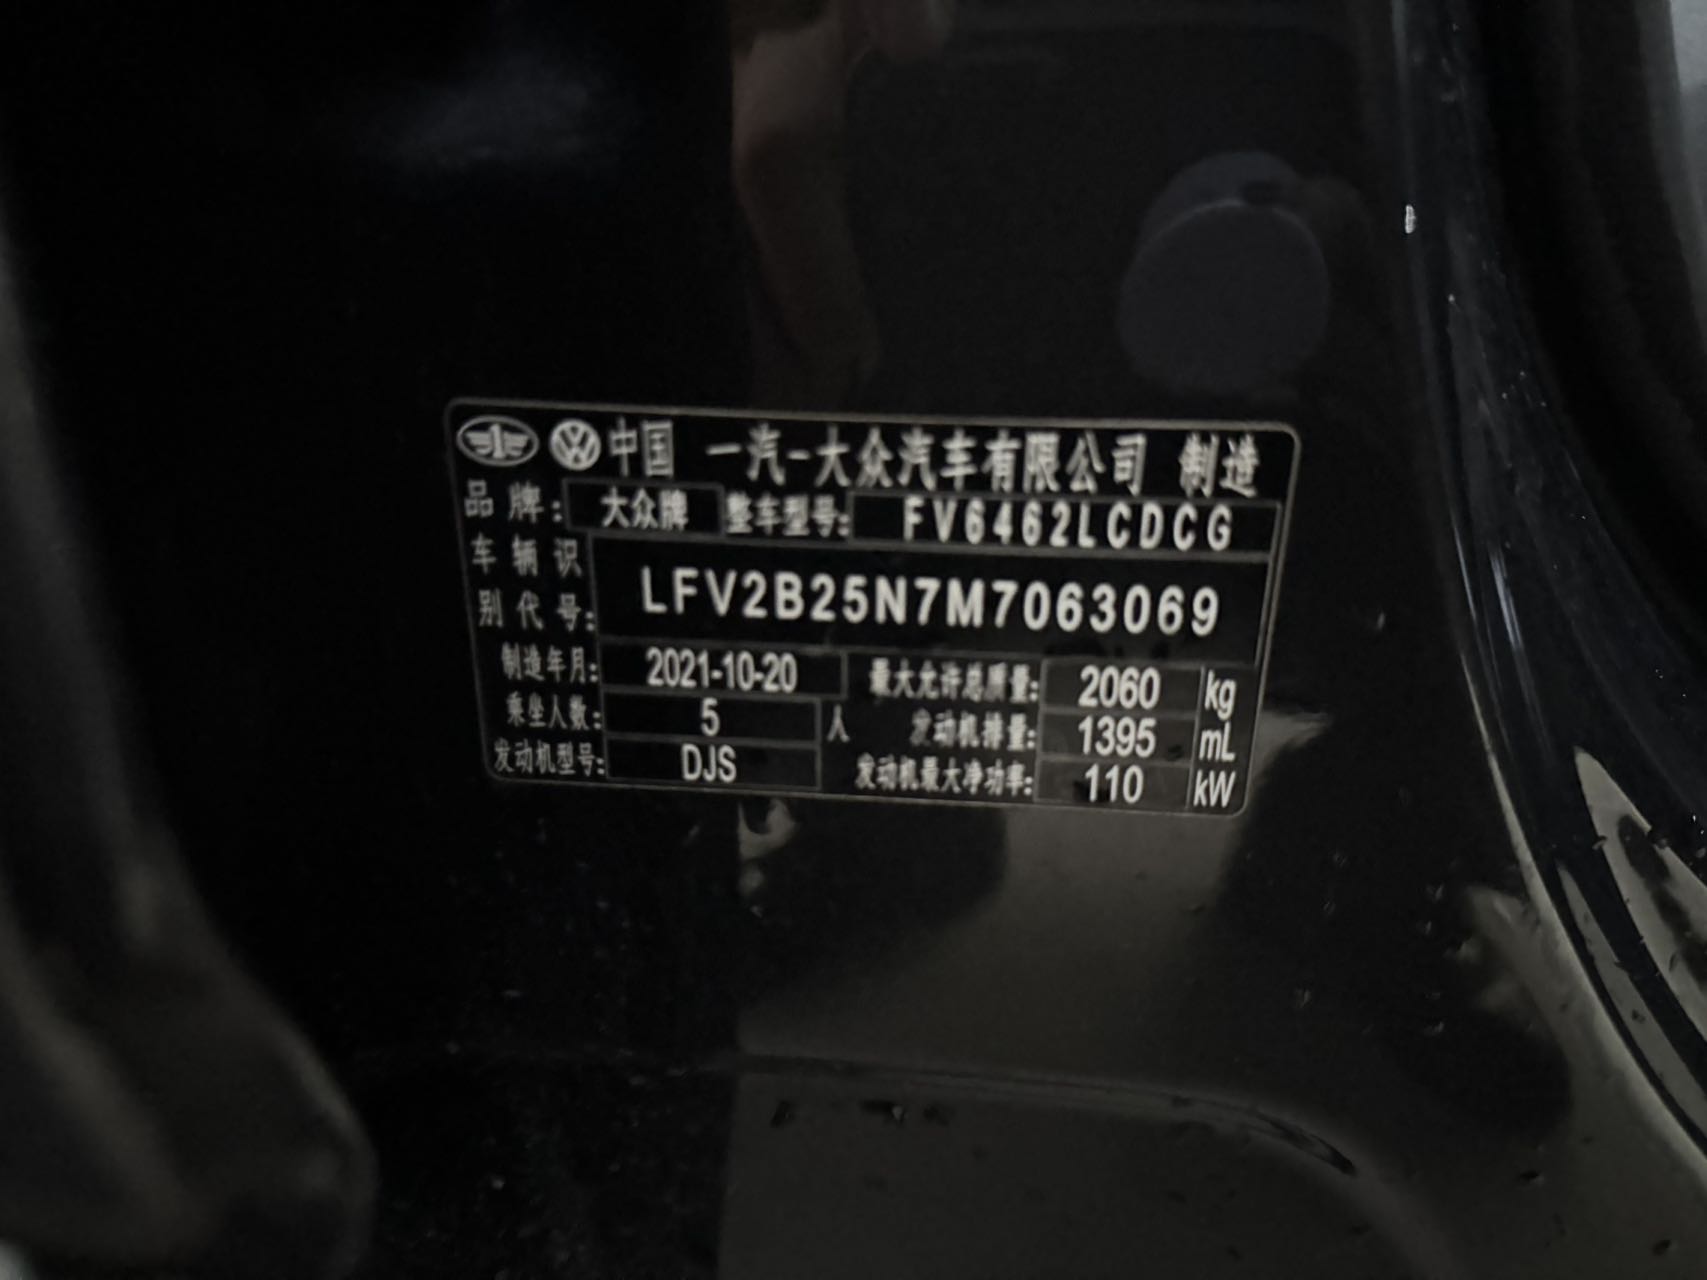 中国 一汽-大众汽车有限公司 制造
品牌: 大众牌 整车型号: FV6462LCDCG
车辆识别代号: LFV2B25N7M7063069
制造年月: 2021-10-20 最大允许总质量: 2060 kg
乘坐人数: 5 人 发动机排量: 1395 mL
发动机型号: DJS 发动机最大净功率: 110 kW